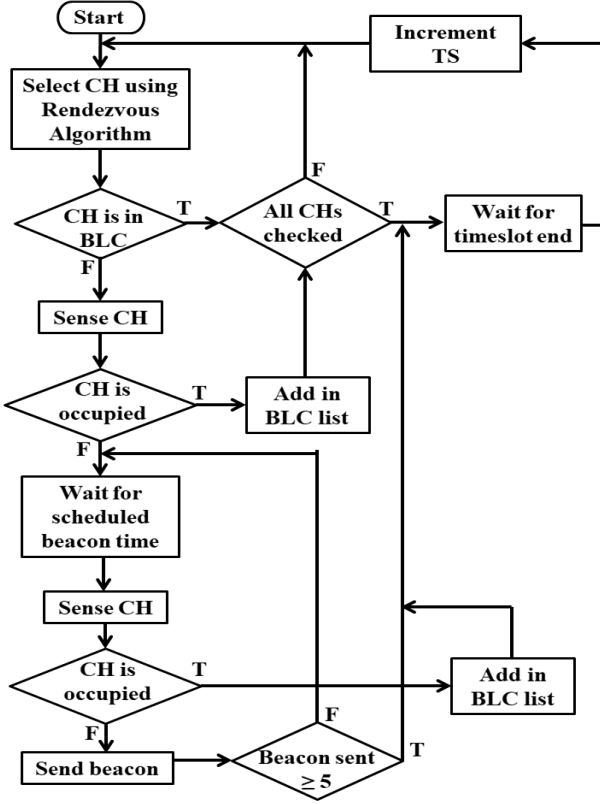 Start
Increment
TS
Select CH using
Rendezvous
Algorithm
F
CH is in
BLC
T
All CHs
checked
T
Wait for
timeslot end
F
Sense CH
CH is
occupied
T
Add in
BLC list
F
Wait for
scheduled
beacon time
Sense CH
CH is
occupied
T
Add in
BLC list
F
F
Send beacon
Beacon sent
≥ 5
T